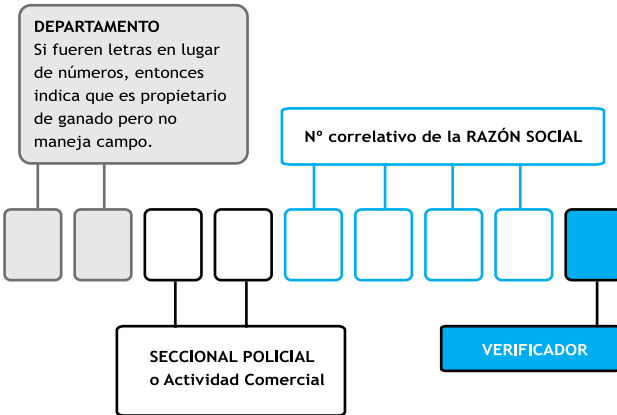 DEPARTAMENTO
Si fueren letras en lugar
de números, entonces
indica que es propietario
de ganado pero no
maneja campo.
Nº correlativo de la RAZÓN SOCIAL
SECCIONAL POLICIAL
o Actividad Comercial
VERIFICADOR